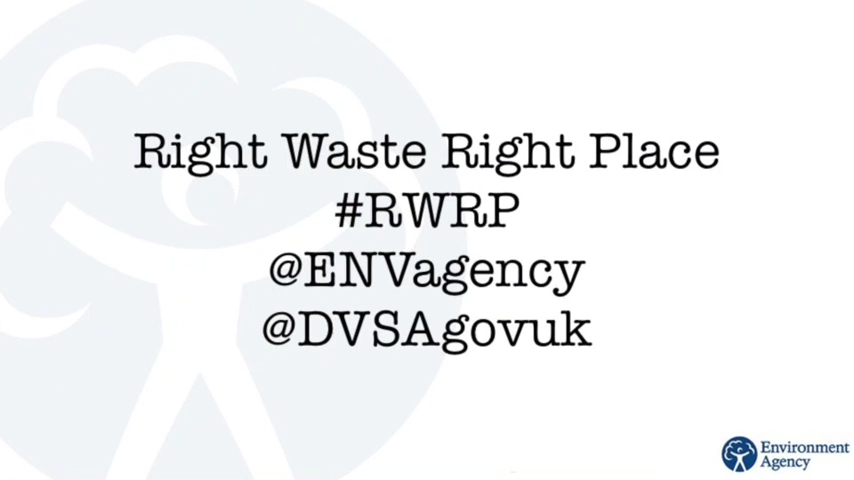 Right Waste Right Place
#RWRP
@ENVagency
@DVSAgovuk
Environment
Agency